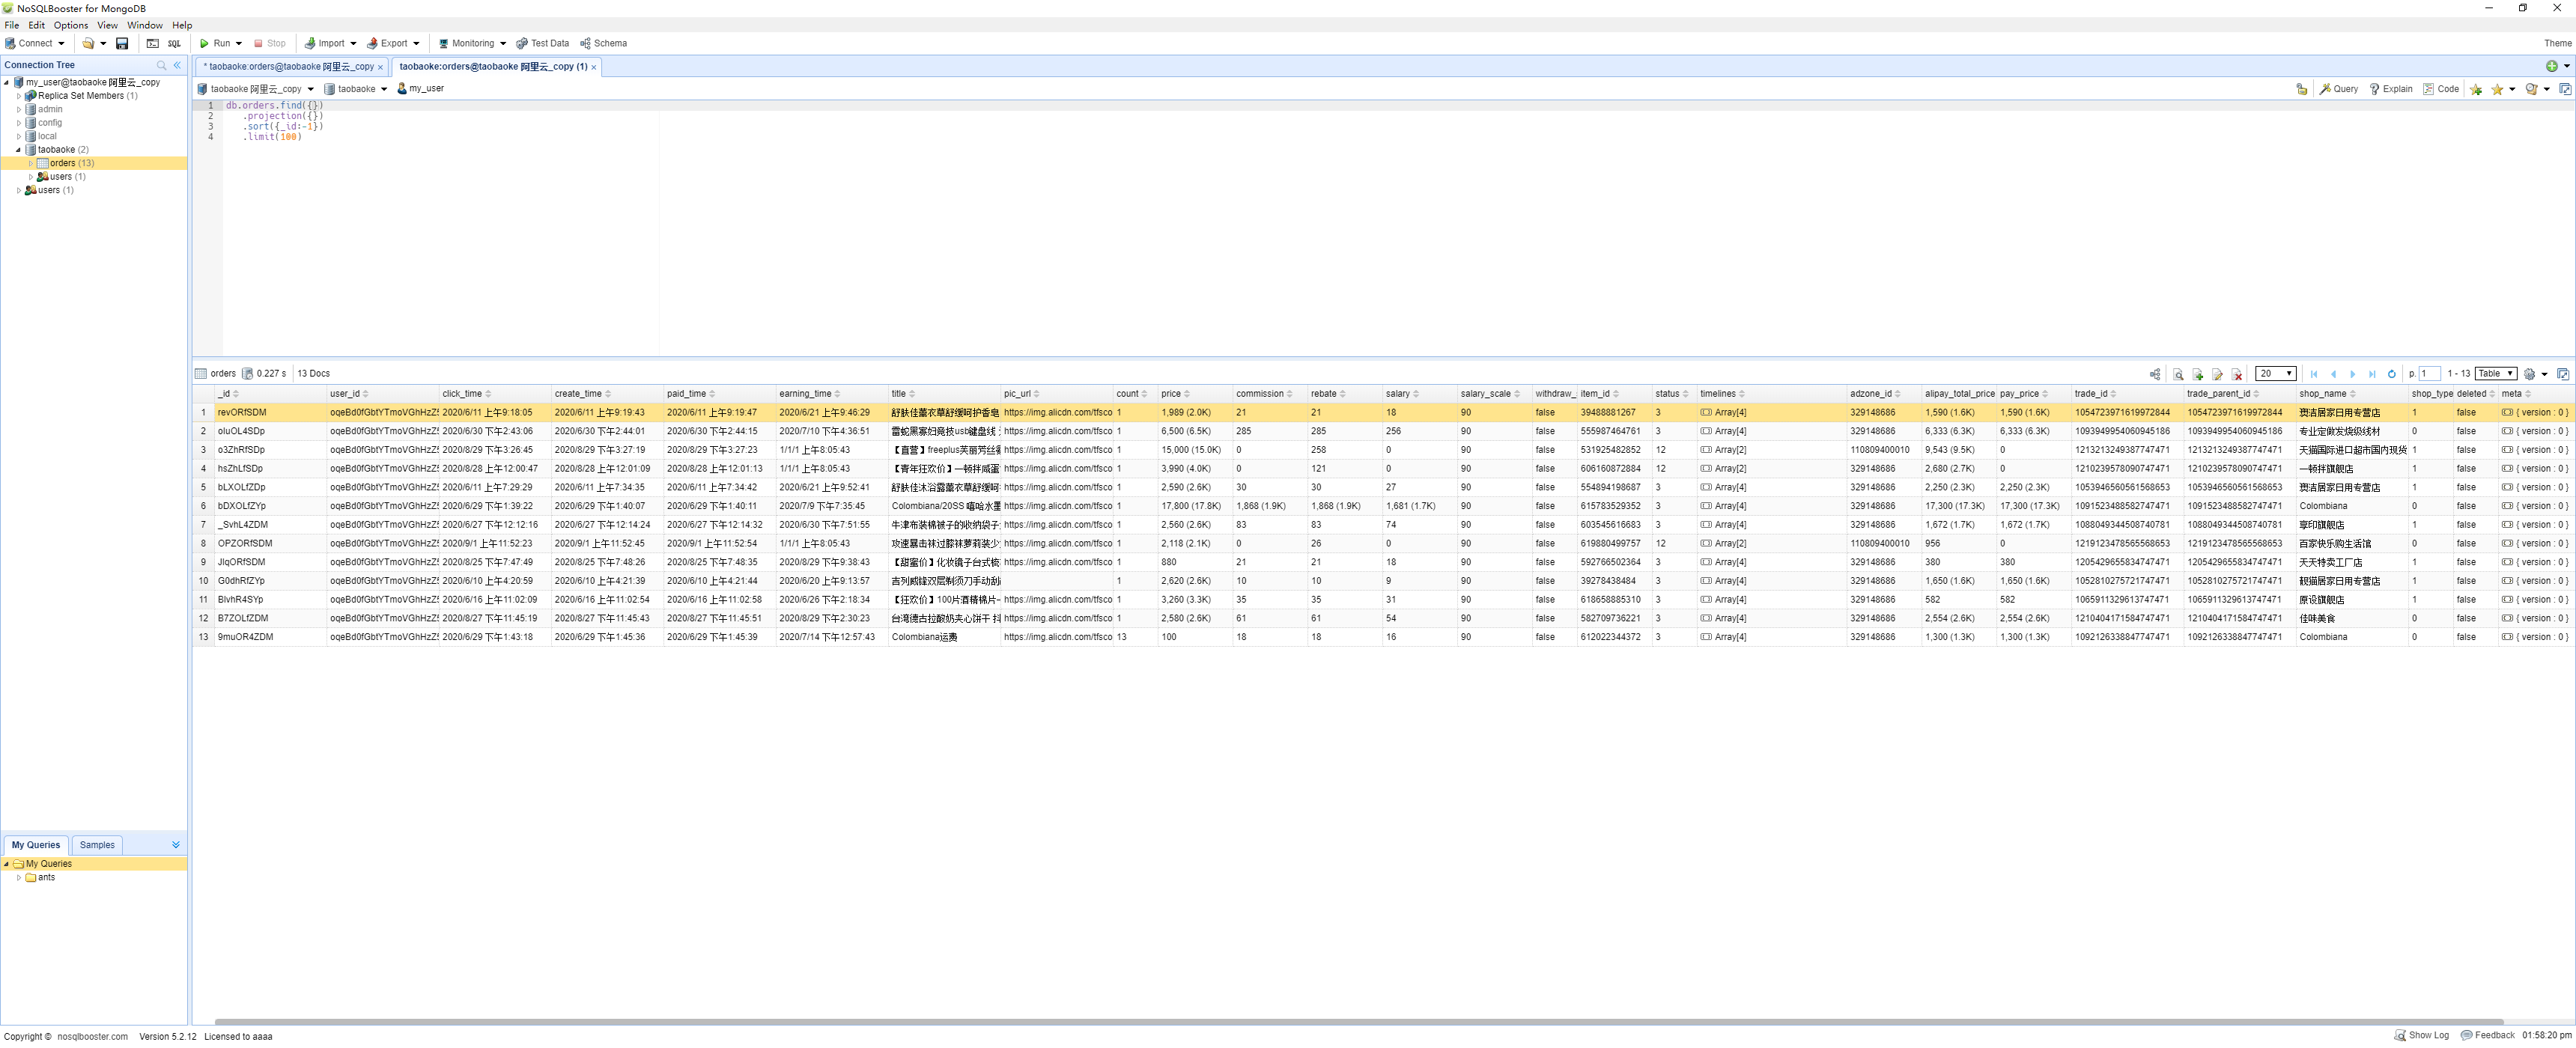 NoSQLBooster for MongoDB
File Edit Options View Window Help
Connect SQL Run Stop Import Export Monitoring Test Data Schema Theme
Connection Tree
my_user@taobaoke 阿里云_copy
Replica Set Members (1)
admin
config
local
taobaoke (2)
orders (13)
users (1)
users (1)
* taobaoke:orders@taobaoke 阿里云_copy × taobaoke:orders@taobaoke 阿里云_copy (1) ×
taobaoke 阿里云_copy taobaoke my_user Query Explain Code
1 db.orders.find({})
2 .projection({})
3 .sort({_id:-1})
4 .limit(100)
orders 0.227 s 13 Docs 20 p. 1 1 - 13 Table
_id user_id click_time create_time paid_time earning_time title pic_url count price commission rebate salary salary_scale withdraw_ item_id status timelines adzone_id alipay_total_price pay_price trade_id trade_parent_id shop_name shop_type deleted meta
1 revORfSDM oqeBd0fGbtYTmoVGhHzZ 2020/6/11 上午9:18:05 2020/6/11 上午9:19:43 2020/6/11 上午9:19:47 2020/6/21 上午9:46:29 舒肤佳薰衣草舒缓呵护香皂 https://img.alicdn.com/tfsco 1 1,989 (2.0K) 21 21 18 90 false 39488881267 3 Array[4] 329148686 1,590 (1.6K) 1,590 (1.6K) 1054723971619972844 1054723971619972844 居家日用专营店 1 false { version : 0 }
2 oIuOL4SDp oqeBd0fGbtYTmoVGhHzZ 2020/6/30 下午2:43:06 2020/6/30 下午2:44:01 2020/6/30 下午2:44:15 2020/7/10 下午4:36:51 雷蛇黑寡妇竞技usb键盘线 https://img.alicdn.com/tfsco 1 6,500 (6.5K) 285 285 256 90 false 555987464761 3 Array[4] 329148686 6,333 (6.3K) 6,333 (6.3K) 1093949954060945186 1093949954060945186 专业定做发烧级线材 0 false { version : 0 }
3 o3ZhRfSDp oqeBd0fGbtYTmoVGhHzZ 2020/8/29 下午3:26:45 2020/8/29 下午3:27:19 2020/8/29 下午3:27:23 1/1/1 上午8:05:43 【直营】freeplus芙丽芳丝 https://img.alicdn.com/tfsco 1 15,000 (15.0K) 0 258 0 90 false 531925482852 12 Array[2] 110809400010 9,543 (9.5K) 0 1213213249387747471 1213213249387747471 天猫国际进口超市国内现货 1 false { version : 0 }
4 hsZhLfSDp oqeBd0fGbtYTmoVGhHzZ 2020/8/28 上午12:00:47 2020/8/28 上午12:01:09 2020/8/28 上午12:01:13 1/1/1 上午8:05:43 【青年狂欢价】一顿拌咸蛋 https://img.alicdn.com/tfsco 1 3,990 (4.0K) 0 121 0 90 false 606160872884 12 Array[2] 329148686 2,680 (2.7K) 0 1210239578090747471 1210239578090747471 一顿拌旗舰店 1 false { version : 0 }
5 bLXOLfZDp oqeBd0fGbtYTmoVGhHzZ 2020/6/11 上午7:29:29 2020/6/11 上午7:34:35 2020/6/11 上午7:34:42 2020/6/21 上午9:52:41 舒肤佳沐浴露薰衣草舒缓呵 https://img.alicdn.com/tfsco 1 2,590 (2.6K) 30 30 27 90 false 554894198687 3 Array[4] 329148686 2,250 (2.3K) 2,250 (2.3K) 1053946560561568653 1053946560561568653 居家日用专营店 1 false { version : 0 }
6 bDXOLfZYp oqeBd0fGbtYTmoVGhHzZ 2020/6/29 下午1:39:22 2020/6/29 下午1:40:07 2020/6/29 下午1:40:11 2020/7/9 下午7:35:45 Colombiana/20SS 嘻哈水墨 https://img.alicdn.com/tfsco 1 17,800 (17.8K) 1,868 (1.9K) 1,868 (1.9K) 1,681 (1.7K) 90 false 615783529352 3 Array[4] 329148686 17,300 (17.3K) 17,300 (17.3K) 1091523488582747471 1091523488582747471 Colombiana 0 false { version : 0 }
7 _SvhL4ZDM oqeBd0fGbtYTmoVGhHzZ 2020/6/27 下午12:12:16 2020/6/27 下午12:14:24 2020/6/27 下午12:14:32 2020/6/30 下午7:51:55 牛津布装棉被子的收纳袋子 https://img.alicdn.com/tfsco 1 2,560 (2.6K) 83 83 74 90 false 603545616683 3 Array[4] 329148686 1,672 (1.7K) 1,672 (1.7K) 1088049344508740781 1088049344508740781 享印旗舰店 1 false { version : 0 }
8 OPZORfSDM oqeBd0fGbtYTmoVGhHzZ 2020/9/1 上午11:52:23 2020/9/1 上午11:52:45 2020/9/1 上午11:52:54 1/1/1 上午8:05:43 攻速暴击袜过膝袜萝莉装少 https://img.alicdn.com/tfsco 1 2,118 (2.1K) 0 26 0 90 false 619880499757 12 Array[2] 110809400010 956 0 1219123478565568653 1219123478565568653 百家快乐购生活馆 0 false { version : 0 }
9 JlqORfSDM oqeBd0fGbtYTmoVGhHzZ 2020/8/25 下午7:47:49 2020/8/25 下午7:48:26 2020/8/25 下午7:48:35 2020/8/29 下午9:38:43 【甜蜜价】化妆镜子台式梳 https://img.alicdn.com/tfsco 1 880 21 21 18 90 false 592766502364 3 Array[4] 329148686 380 380 1205429655834747471 1205429655834747471 天天特卖工厂店 1 false { version : 0 }
10 G0dhRfZYp oqeBd0fGbtYTmoVGhHzZ 2020/6/10 上午4:20:59 2020/6/10 上午4:21:39 2020/6/10 上午4:21:44 2020/6/20 上午9:13:57 吉列威锋双层剃须刀手动刮 1 2,620 (2.6K) 10 10 9 90 false 39278438484 3 Array[4] 329148686 1,650 (1.6K) 1,650 (1.6K) 1052810275721747471 1052810275721747471 靓猫居家日用专营店 1 false { version : 0 }
11 BIvhR4SYp oqeBd0fGbtYTmoVGhHzZ 2020/6/16 上午11:02:09 2020/6/16 上午11:02:54 2020/6/16 上午11:02:58 2020/6/26 下午2:18:34 【狂欢价】100片酒精棉片 https://img.alicdn.com/tfsco 1 3,260 (3.3K) 35 35 31 90 false 618658885310 3 Array[4] 329148686 582 582 1065911329613747471 1065911329613747471 原设旗舰店 1 false { version : 0 }
12 B7ZOLfZDM oqeBd0fGbtYTmoVGhHzZ 2020/8/27 下午11:45:19 2020/8/27 下午11:45:43 2020/8/27 下午11:45:51 2020/8/29 下午2:30:23 台湾德古拉酸奶夹心饼干 https://img.alicdn.com/tfsco 1 2,580 (2.6K) 61 61 54 90 false 582709736221 3 Array[4] 329148686 2,554 (2.6K) 2,554 (2.6K) 1210404171584747471 1210404171584747471 佳味美食 0 false { version : 0 }
13 9muOR4ZDM oqeBd0fGbtYTmoVGhHzZ 2020/6/29 下午1:43:18 2020/6/29 下午1:45:36 2020/6/29 下午1:45:39 2020/7/14 下午12:57:43 Colombiana运费 https://img.alicdn.com/tfsco 13 100 18 18 16 90 false 612022344372 3 Array[4] 329148686 1,300 (1.3K) 1,300 (1.3K) 1092126338847747471 1092126338847747471 Colombiana 0 false { version : 0 }
My Queries Samples
My Queries
ants
Copyright © nosqlbooster.com Version 5.2.12 Licensed to aaaa Show Log Feedback 01:58:20 pm